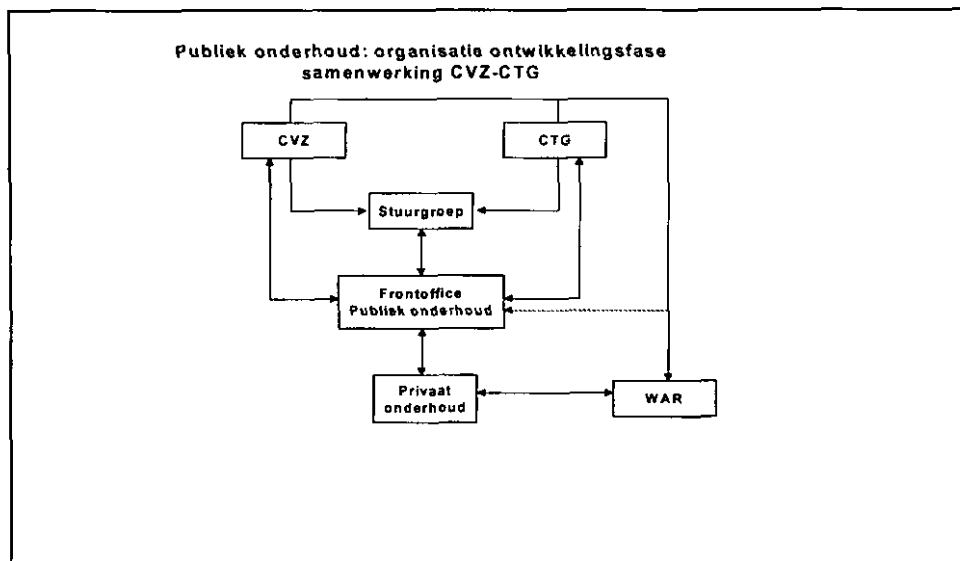 Publiek onderhoud: organisatie ontwikkelingsfase
samenwerking CVZ-CTG
CVZ
CTG
Stuurgroep
Frontoffice
Publiek onderhoud
Privaat
onderhoud
WAR